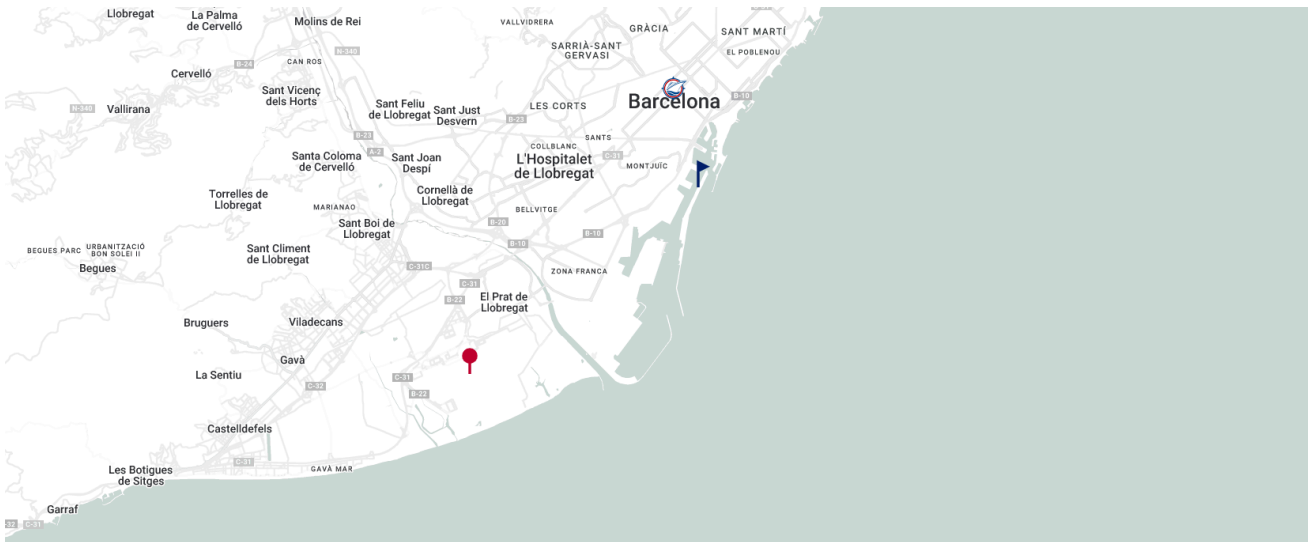 Llobregat
La Palma
de Cervelló
Molins de Rei
VALLVIDRERA
GRÀCIA
SANT MARTÍ
SARRIÀ-SANT
GERVASI
EL POBLENOU
N-340
CAN ROS
B-24
Cervelló
Sant Vicenç
dels Horts
Barcelona
B-10
N-340
Vallirana
Sant Feliu
de Llobregat
Sant Just
Desvern
LES CORTS
B-23
B-23
SANTS
COLLBLANC
A-2
C-31
Santa Coloma
de Cervelló
Sant Joan
Despí
L'Hospitalet
de Llobregat
MONTJUÏC
Torrelles de
Llobregat
Cornellà de
Llobregat
MARIANAO
BELLVITGE
Sant Boi de
Llobregat
B-20
B-10
B-10
BEGUES PARC
URBANITZACIÓ
BON SOLEI II
Sant Climent
de Llobregat
Begues
C-31C
ZONA FRANCA
C-31
B-22
El Prat de
Llobregat
Bruguers
Viladecans
Gavà
La Sentiu
C-31
C-32
B-22
Castelldefels
C-31
GAVÀ MAR
Les Botigues
de Sitges
Garraf
C-31